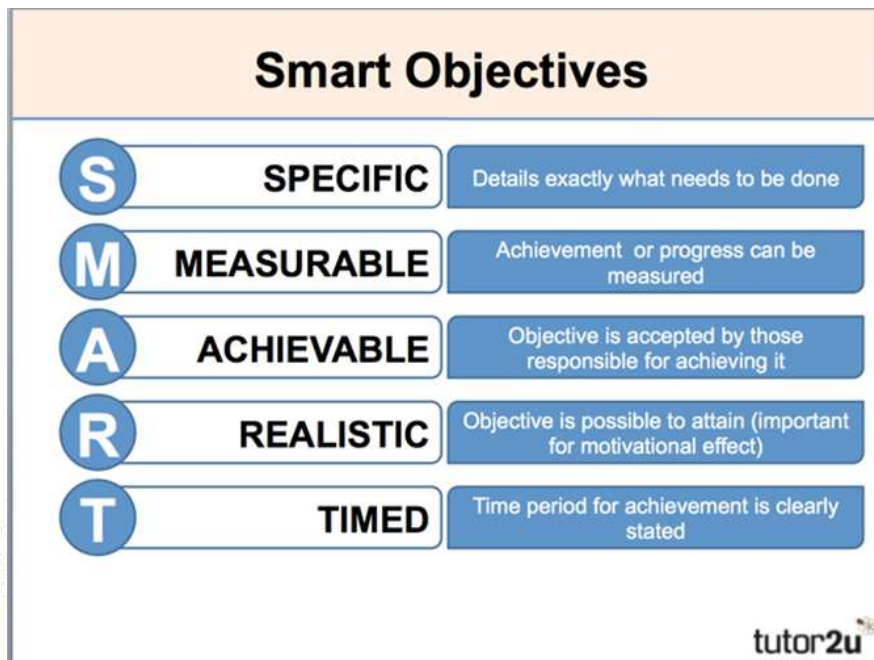 Smart Objectives
S SPECIFIC Details exactly what needs to be done
M MEASURABLE Achievement or progress can be
measured
A ACHIEVABLE Objective is accepted by those
responsible for achieving it
R REALISTIC Objective is possible to attain (important
for motivational effect)
T TIMED Time period for achievement is clearly
stated
tutor2u